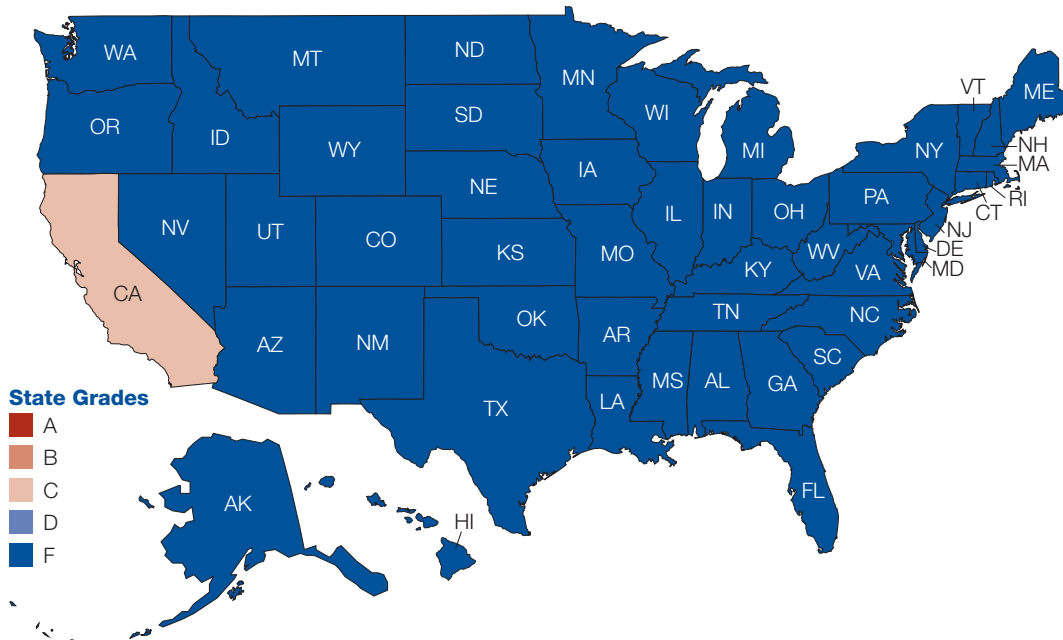 WA
MT
ND
MN
VT
ME
OR
ID
SD
WI
WY
MI
NY
NH
MA
IA
NE
PA
RI
CT
NV
UT
CO
IL
IN
OH
NJ
KS
MO
WV
DE
KY
VA
MD
CA
TN
NC
OK
AR
AZ
NM
SC
MS
AL
GA
LA
TX
State Grades
A
B
C
D
F
AK
HI
FL